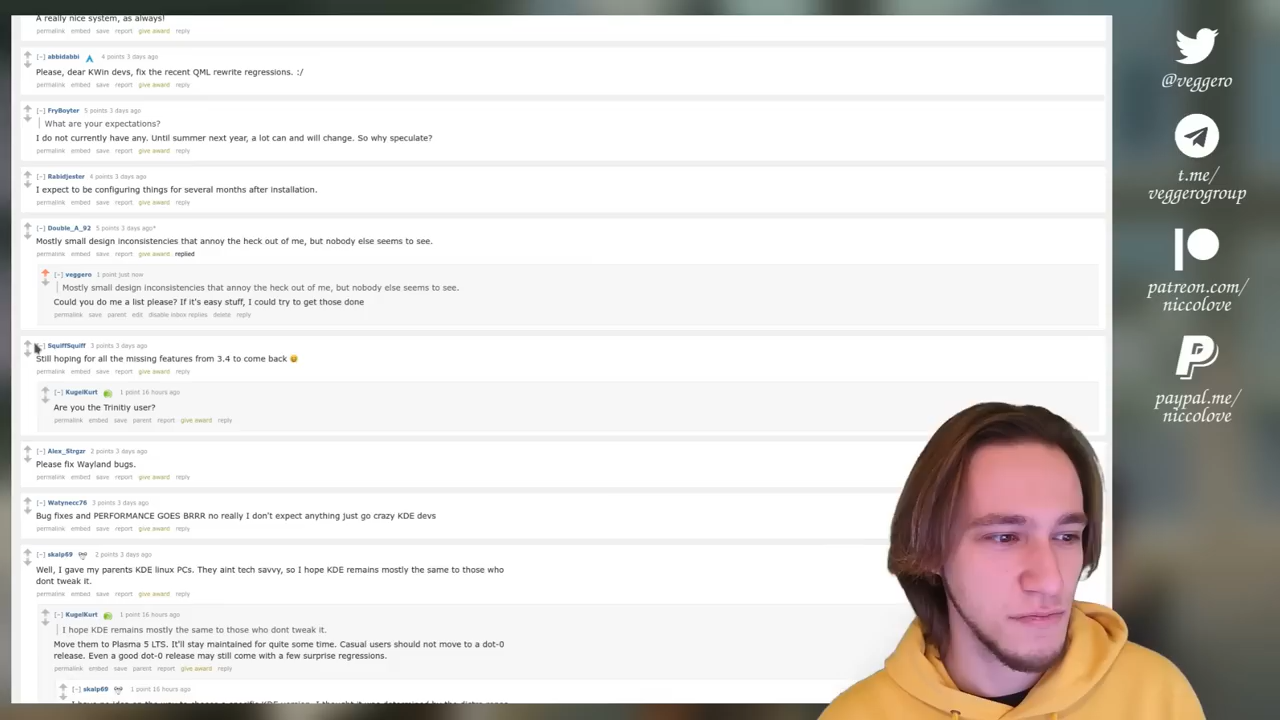 A really nice system, as always!
permalink embed save report give award reply
[–] abbidabbi 4 points 3 days ago
Please, dear KWin devs, fix the recent QML rewrite regressions. :/
permalink embed save report give award reply
[–] FryBoyter 5 points 3 days ago
What are your expectations?
I do not currently have any. Until summer next year, a lot can and will change. So why speculate?
permalink embed save report give award reply
[–] Rabidjester 4 points 3 days ago
I expect to be configuring things for several months after installation.
permalink embed save report give award reply
[–] Double_A_92 5 points 3 days ago*
Mostly small design inconsistencies that annoy the heck out of me, but nobody else seems to see.
permalink embed save report give award replied
[–] veggero 1 point just now
Mostly small design inconsistencies that annoy the heck out of me, but nobody else seems to see.
Could you do me a list please? If it's easy stuff, I could try to get those done
permalink save parent edit disable inbox replies delete reply
[–] SquiffSquiff 3 points 3 days ago
Still hoping for all the missing features from 3.4 to come back
permalink embed save report give award reply
[–] KugelKurt 1 point 16 hours ago
Are you the Trinitiy user?
permalink embed save parent report give award reply
[–] Alex_Strgzr 2 points 3 days ago
Please fix Wayland bugs.
permalink embed save report give award reply
[–] Watynecc76 3 points 3 days ago
Bug fixes and PERFORMANCE GOES BRRR no really I don't expect anything just go crazy KDE devs
permalink embed save report give award reply
[–] skalp69 2 points 3 days ago
Well, I gave my parents KDE linux PCs. They aint tech savvy, so I hope KDE remains mostly the same to those who
dont tweak it.
permalink embed save report give award reply
[–] KugelKurt 1 point 16 hours ago
I hope KDE remains mostly the same to those who dont tweak it.
Move them to Plasma 5 LTS. It'll stay maintained for quite some time. Casual users should not move to a dot-0
release. Even a good dot-0 release may still come with a few surprise regressions.
permalink embed save parent report give award reply
[–] skalp69 1 point 16 hours ago
@veggero
t.me/
veggerogroup
patreon.com/
niccolove
paypal.me/
niccolove